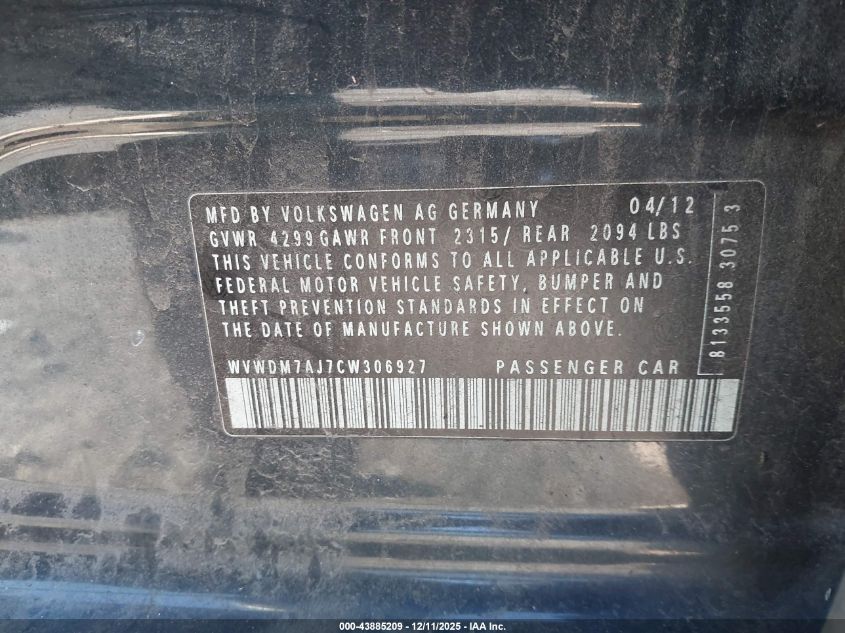 MFD BY VOLKSWAGEN AG GERMANY 04/12
GVWR 4299 GAWR FRONT 2315/ REAR 2094 LBS
THIS VEHICLE CONFORMS TO ALL APPLICABLE U.S.
FEDERAL MOTOR VEHICLE SAFETY, BUMPER AND
THEFT PREVENTION STANDARDS IN EFFECT ON
THE DATE OF MANUFACTURE SHOWN ABOVE.
WVWDM7AJ7CW306927 PASSENGER CAR
8133558 3075 3
000-43885209 - 12/11/2025 - IAA Inc.